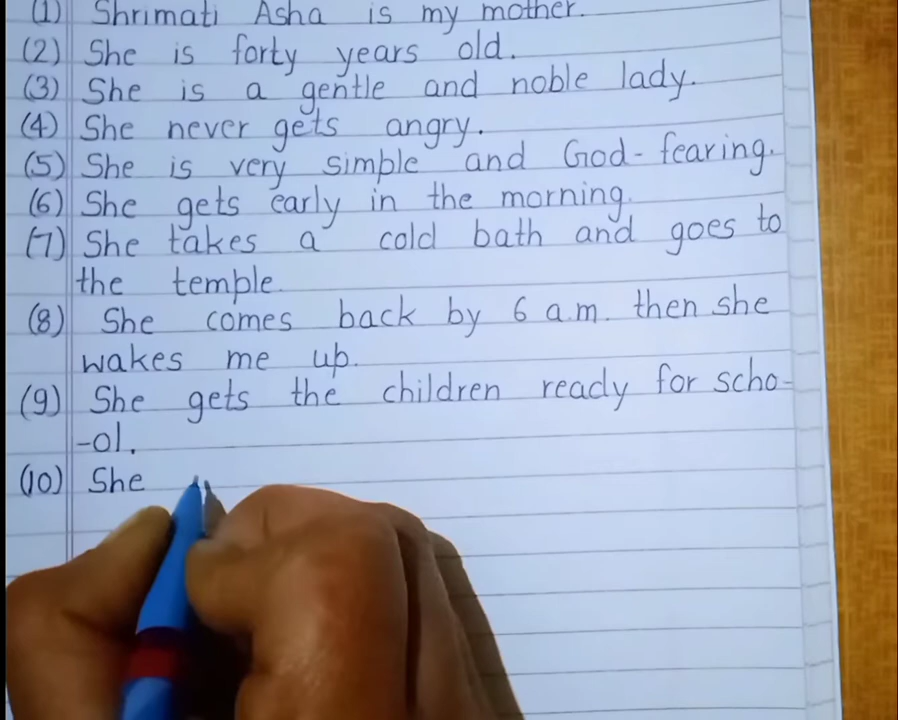 (1) Shrimati Asha is my mother.
(2) She is forty years old.
(3) She is a gentle and noble lady.
(4) She never gets angry.
(5) She is very simple and God-fearing.
(6) She gets early in the morning.
(7) She takes a cold bath and goes to
the temple.
(8) She comes back by 6 a.m. then she
wakes me up.
(9) She gets the children ready for scho-
-ol.
(10) She